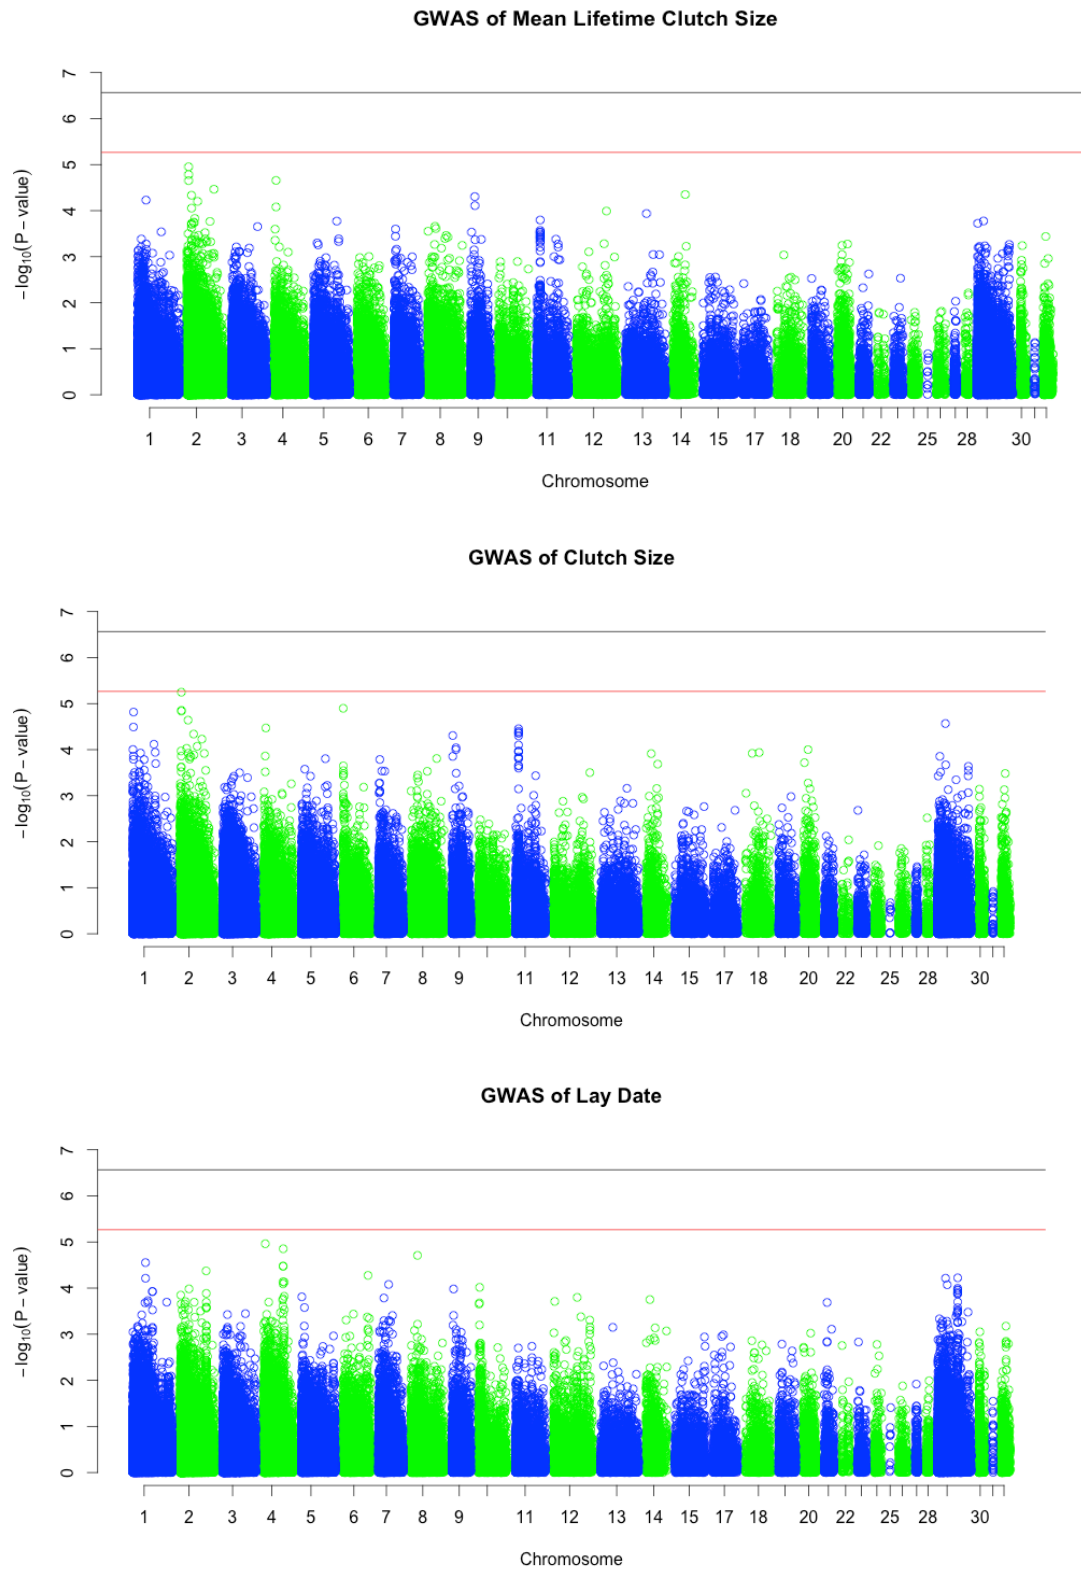 GWAS of Mean Lifetime Clutch Size
7
6
5
4
3
2
1
0
−log10(P − value)
1 2 3 4 5 6 7 8 9 11 12 13 14 15 17 18 20 22 25 28 30
Chromosome
GWAS of Clutch Size
7
6
5
4
3
2
1
0
−log10(P − value)
1 2 3 4 5 6 7 8 9 11 12 13 14 15 17 18 20 22 25 28 30
Chromosome
GWAS of Lay Date
7
6
5
4
3
2
1
0
−log10(P − value)
1 2 3 4 5 6 7 8 9 11 12 13 14 15 17 18 20 22 25 28 30
Chromosome